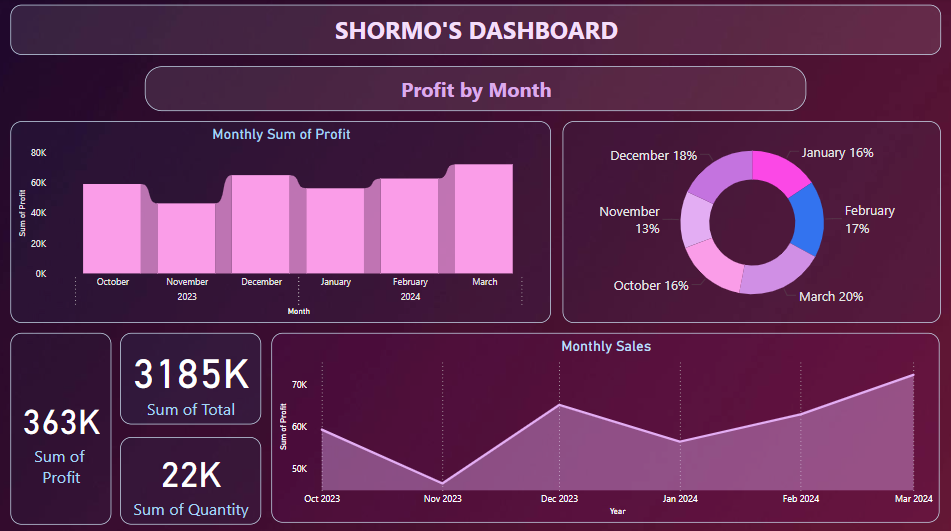 SHORMO'S DASHBOARD
Profit by Month
Monthly Sum of Profit
80K
60K
40K
20K
0K
Sum of Profit
October
November
December
January
February
March
2023
2024
Month
December 18%
January 16%
November
13%
February
17%
October 16%
March 20%
363K
Sum of
Profit
3185K
Sum of Total
22K
Sum of Quantity
Monthly Sales
70K
60K
50K
Sum of Profit
Oct 2023
Nov 2023
Dec 2023
Jan 2024
Feb 2024
Mar 2024
Year